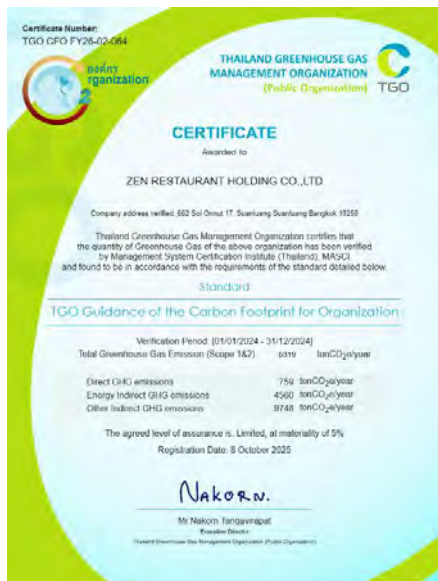 Certificate Number:
TGO CFO FY26-02-064
องค์กร
rganization
2
THAILAND GREENHOUSE GAS
MANAGEMENT ORGANIZATION
(Public Organization)
TGO
CERTIFICATE
Awarded to
ZEN RESTAURANT HOLDING CO.,LTD
Company address verified 662 Soi Onnut 17, Suanluang Suanluang Bangkok 10250
Thailand Greenhouse Gas Management Organization certifies that
the quantity of Greenhouse Gas of the above organization has been verified
by Management System Certification Institute (Thailand), MASCI
and found to be in accordance with the requirements of the standard detailed below.
Standard
TGO Guidance of the Carbon Footprint for Organization
Verification Period: [01/01/2024 - 31/12/2024]
Total Greenhouse Gas Emission (Scope 1&2) 5319 tonCO2e/year
Direct GHG emissions 759 tonCO2e/year
Energy Indirect GHG emissions 4560 tonCO2e/year
Other Indirect GHG emissions 9748 tonCO2e/year
The agreed level of assurance is: Limited, at materiality of 5%
Registration Date: 8 October 2025
NAKORN.
Mr Nakorn Tangavirapat
Executive Director
Thailand Greenhouse Gas Management Organization (Public Organization)